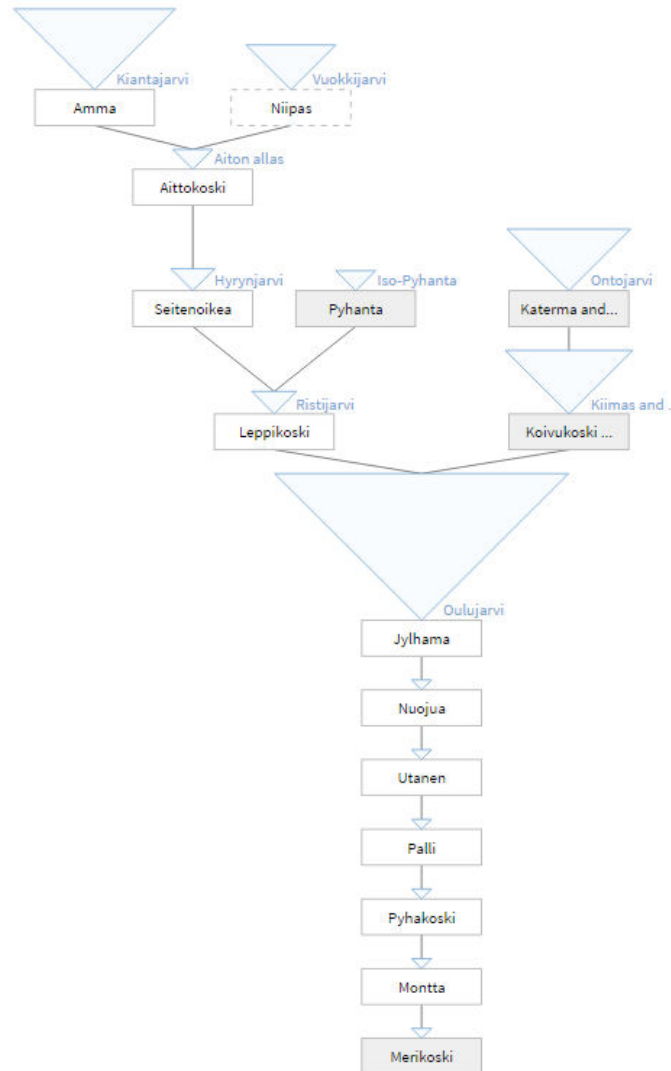 Kiantajarvi
Vuokkijarvi
Amma
Niipas
Aiton allas
Aittokoski
Hyrynjarvi
Iso-Pyhanta
Ontojarvi
Seitenoikea
Pyhanta
Katerma and...
Ristijarvi
Kiimas and .
Leppikoski
Koivukoski ...
Oulujarvi
Jylhama
Nuojua
Utanen
Palli
Pyhakoski
Montta
Merikoski